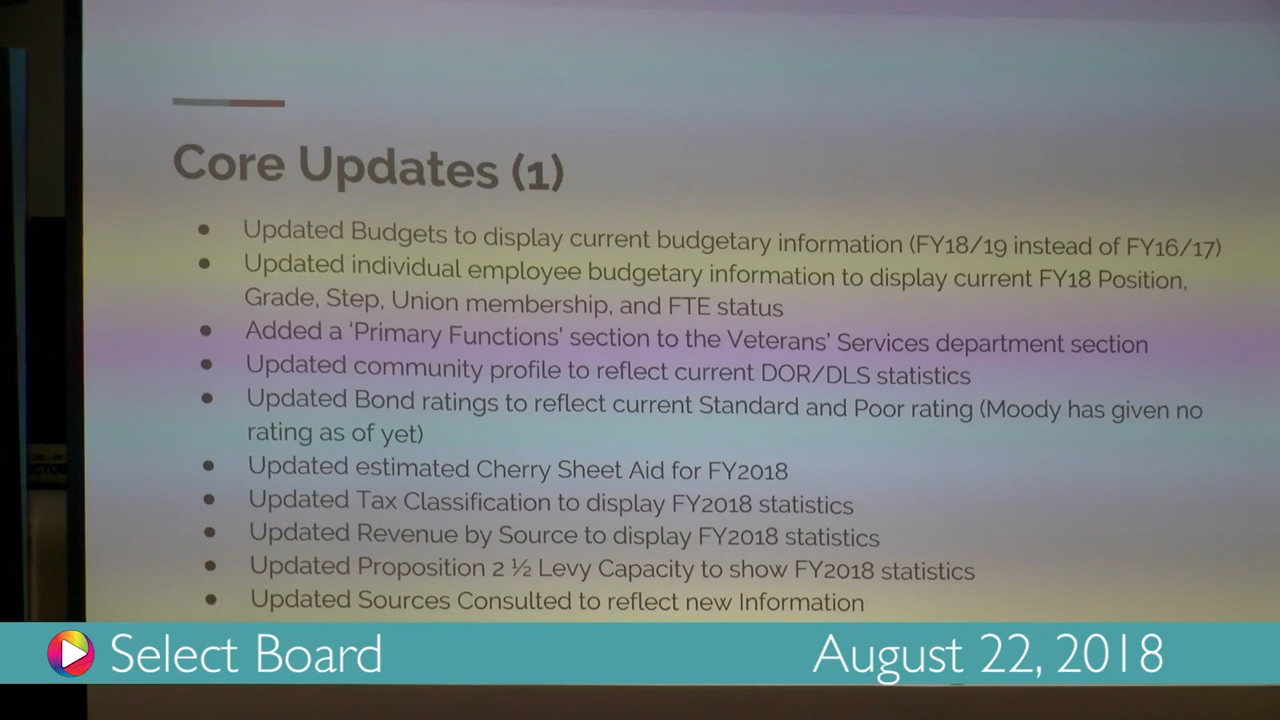 Core Updates (1)
● Updated Budgets to display current budgetary information (FY18/19 instead of FY16/17)
● Updated individual employee budgetary information to display current FY18 Position,
Grade, Step, Union membership, and FTE status
● Added a 'Primary Functions' section to the Veterans' Services department section
● Updated community profile to reflect current DOR/DLS statistics
● Updated Bond ratings to reflect current Standard and Poor rating (Moody has given no
rating as of yet)
● Updated estimated Cherry Sheet Aid for FY2018
● Updated Tax Classification to display FY2018 statistics
● Updated Revenue by Source to display FY2018 statistics
● Updated Proposition 2 ½ Levy Capacity to show FY2018 statistics
● Updated Sources Consulted to reflect new Information
Select Board
August 22, 2018